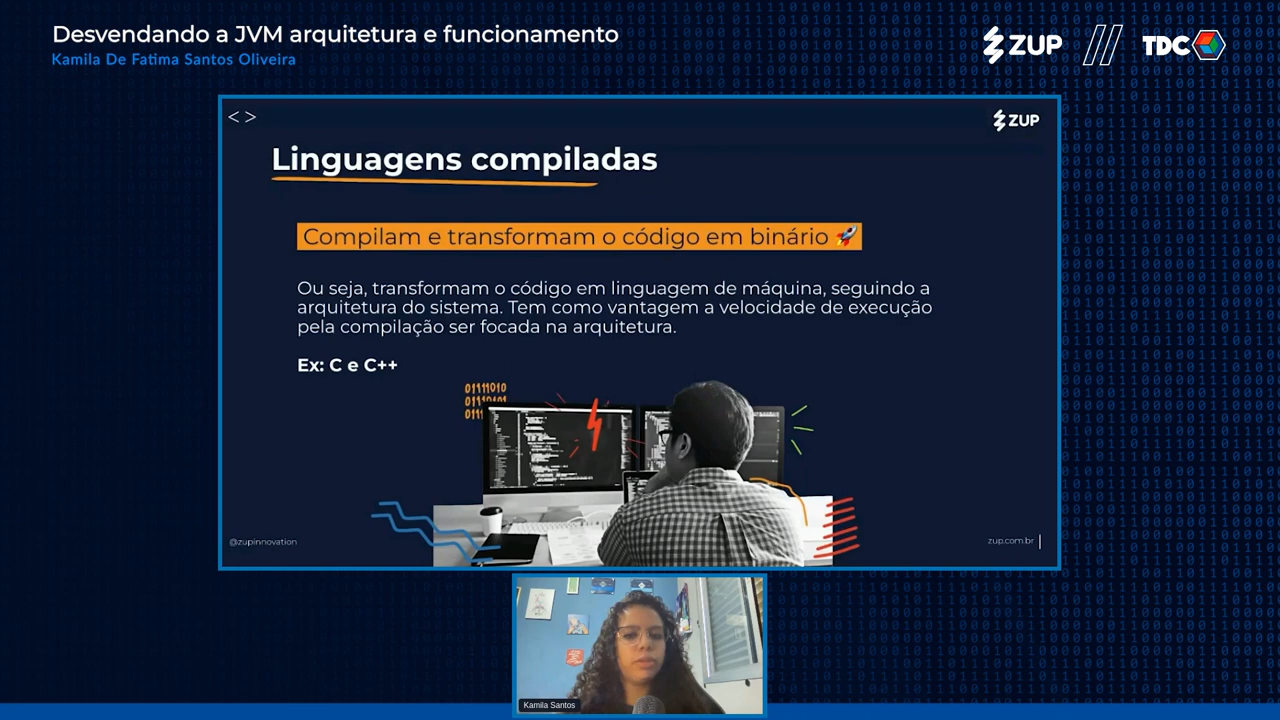 Desvendando a JVM arquitetura e funcionamento
Kamila De Fatima Santos Oliveira
ZUP
TDC
< >
ZUP
Linguagens compiladas
Compilam e transformam o código em binário 🚀
Ou seja, transformam o código em linguagem de máquina, seguindo a
arquitetura do sistema. Tem como vantagem a velocidade de execução
pela compilação ser focada na arquitetura.
Ex: C e C++
01111010
@zupinnovation
zup.com.br
Kamila Santos